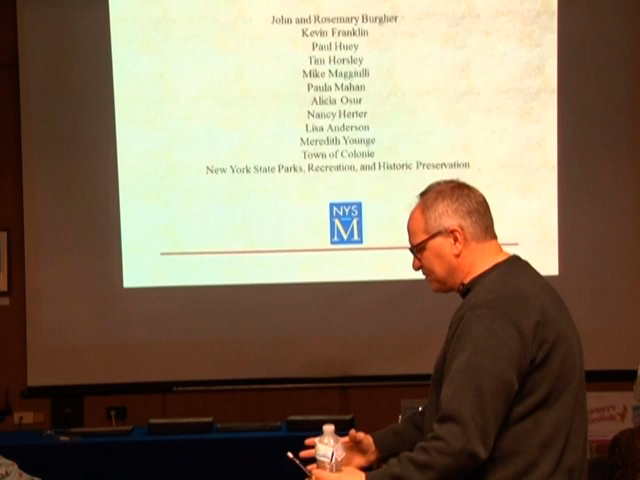 John and Rosemary Burgher
Kevin Franklin
Paul Huey
Tim Horsley
Mike Maggiulli
Paula Mahan
Alicia Osur
Nancy Herter
Lisa Anderson
Meredith Younge
Town of Colonie
New York State Parks, Recreation, and Historic Preservation
NYS
M